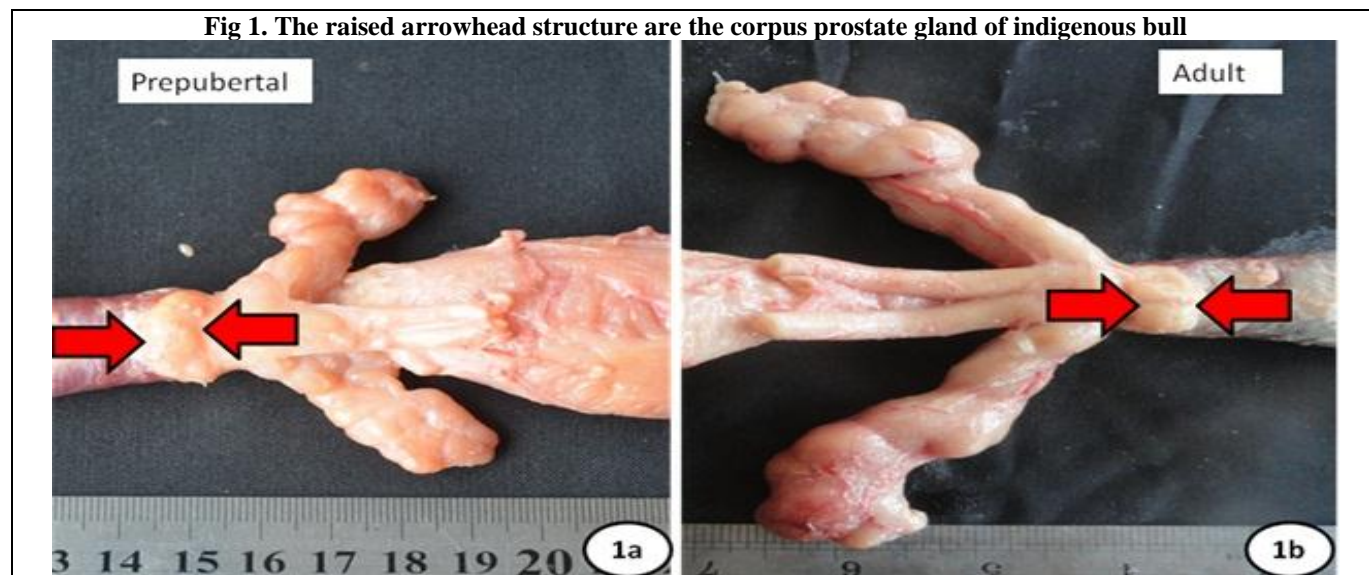 Fig 1. The raised arrowhead structure are the corpus prostate gland of indigenous bull
Prepubertal
Adult
3 14 15 16 17 18 19 20
1a
1b